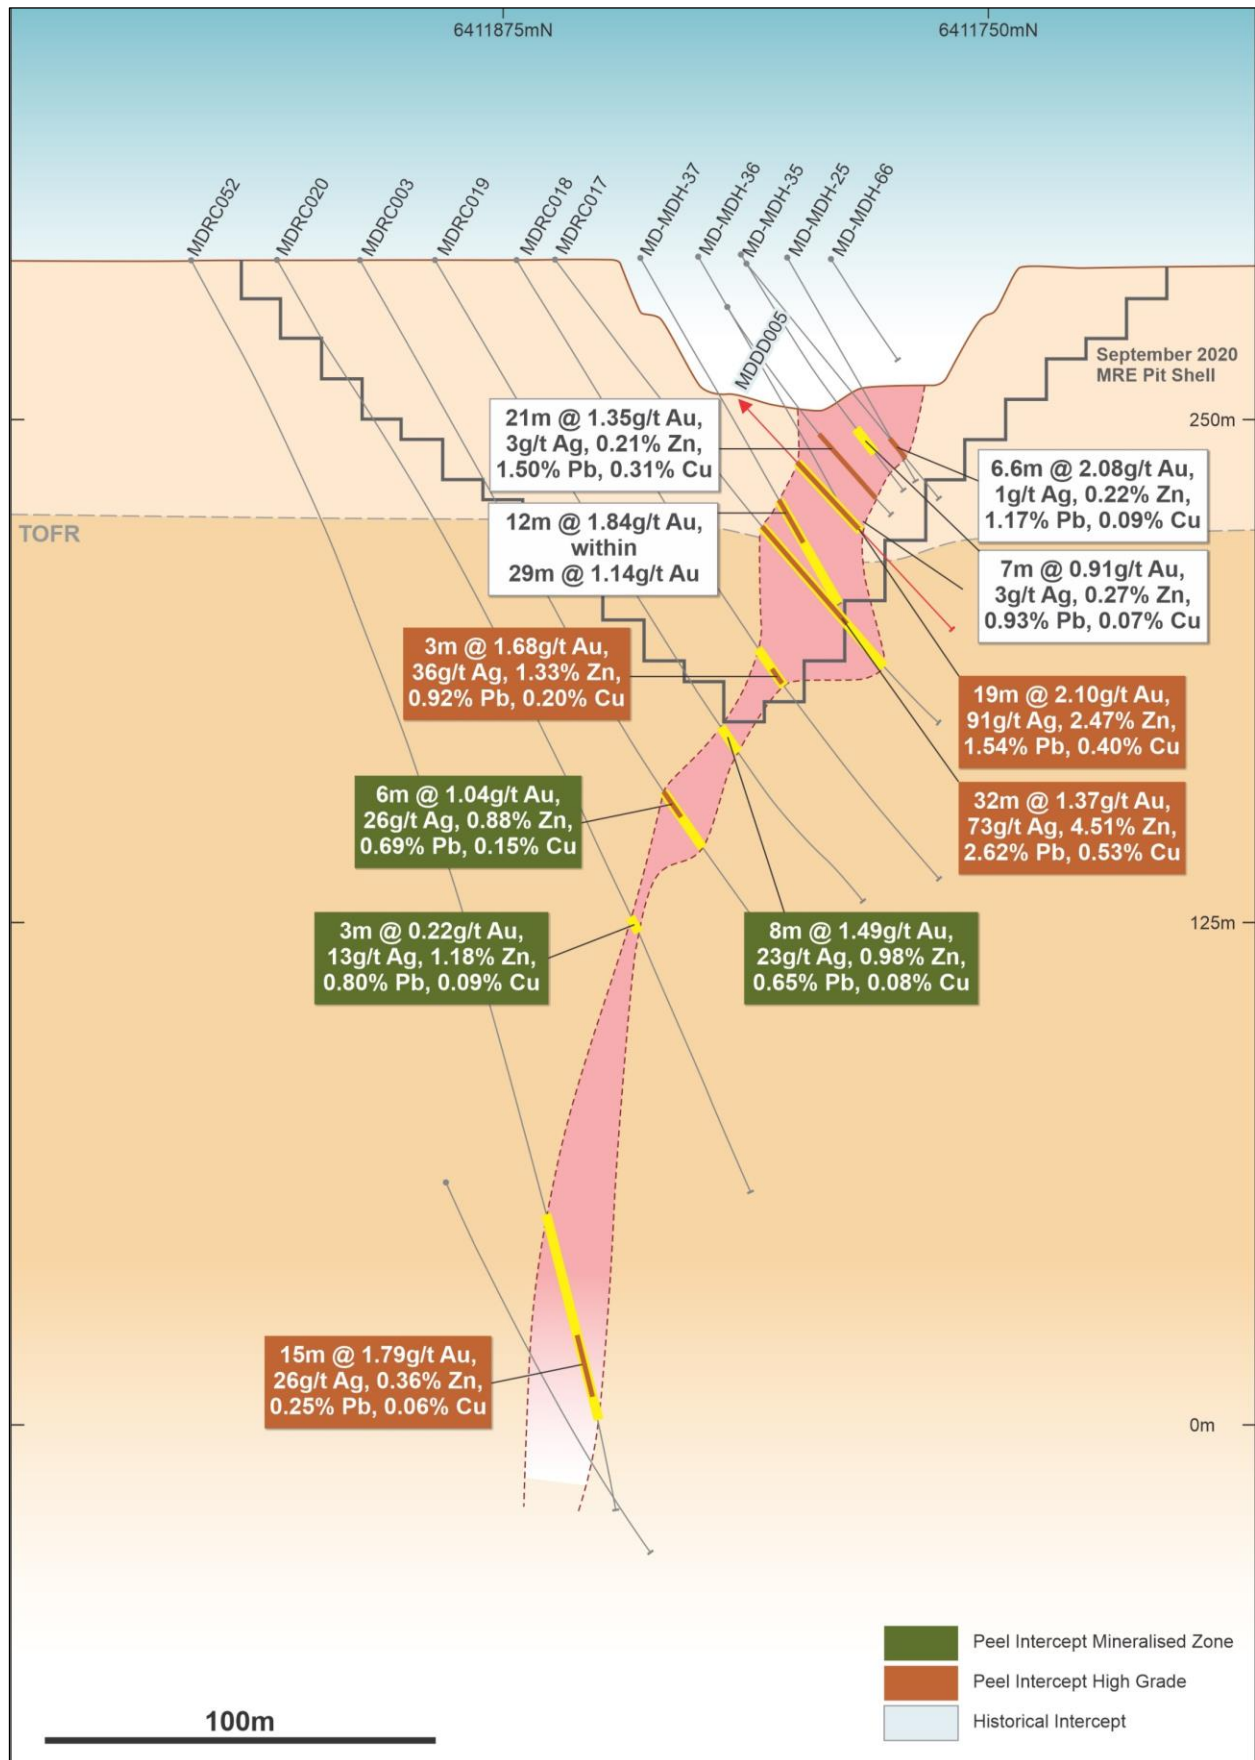 6411875mN
6411750mN
MDRC052
MDRC020
MDRC003
MDRC019
MDRC018
MDRC017
MD-MDH-37
MD-MDH-36
MD-MDH-35
MD-MDH-25
MD-MDH-66
MDDD005
September 2020
MRE Pit Shell
250m
21m @ 1.35g/t Au,
3g/t Ag, 0.21% Zn,
1.50% Pb, 0.31% Cu
6.6m @ 2.08g/t Au,
1g/t Ag, 0.22% Zn,
1.17% Pb, 0.09% Cu
TOFR
12m @ 1.84g/t Au,
within
29m @ 1.14g/t Au
7m @ 0.91g/t Au,
3g/t Ag, 0.27% Zn,
0.93% Pb, 0.07% Cu
3m @ 1.68g/t Au,
36g/t Ag, 1.33% Zn,
0.92% Pb, 0.20% Cu
19m @ 2.10g/t Au,
91g/t Ag, 2.47% Zn,
1.54% Pb, 0.40% Cu
6m @ 1.04g/t Au,
26g/t Ag, 0.88% Zn,
0.69% Pb, 0.15% Cu
32m @ 1.37g/t Au,
73g/t Ag, 4.51% Zn,
2.62% Pb, 0.53% Cu
3m @ 0.22g/t Au,
13g/t Ag, 1.18% Zn,
0.80% Pb, 0.09% Cu
8m @ 1.49g/t Au,
23g/t Ag, 0.98% Zn,
0.65% Pb, 0.08% Cu
125m
15m @ 1.79g/t Au,
26g/t Ag, 0.36% Zn,
0.25% Pb, 0.06% Cu
0m
Peel Intercept Mineralised Zone
Peel Intercept High Grade
Historical Intercept
100m